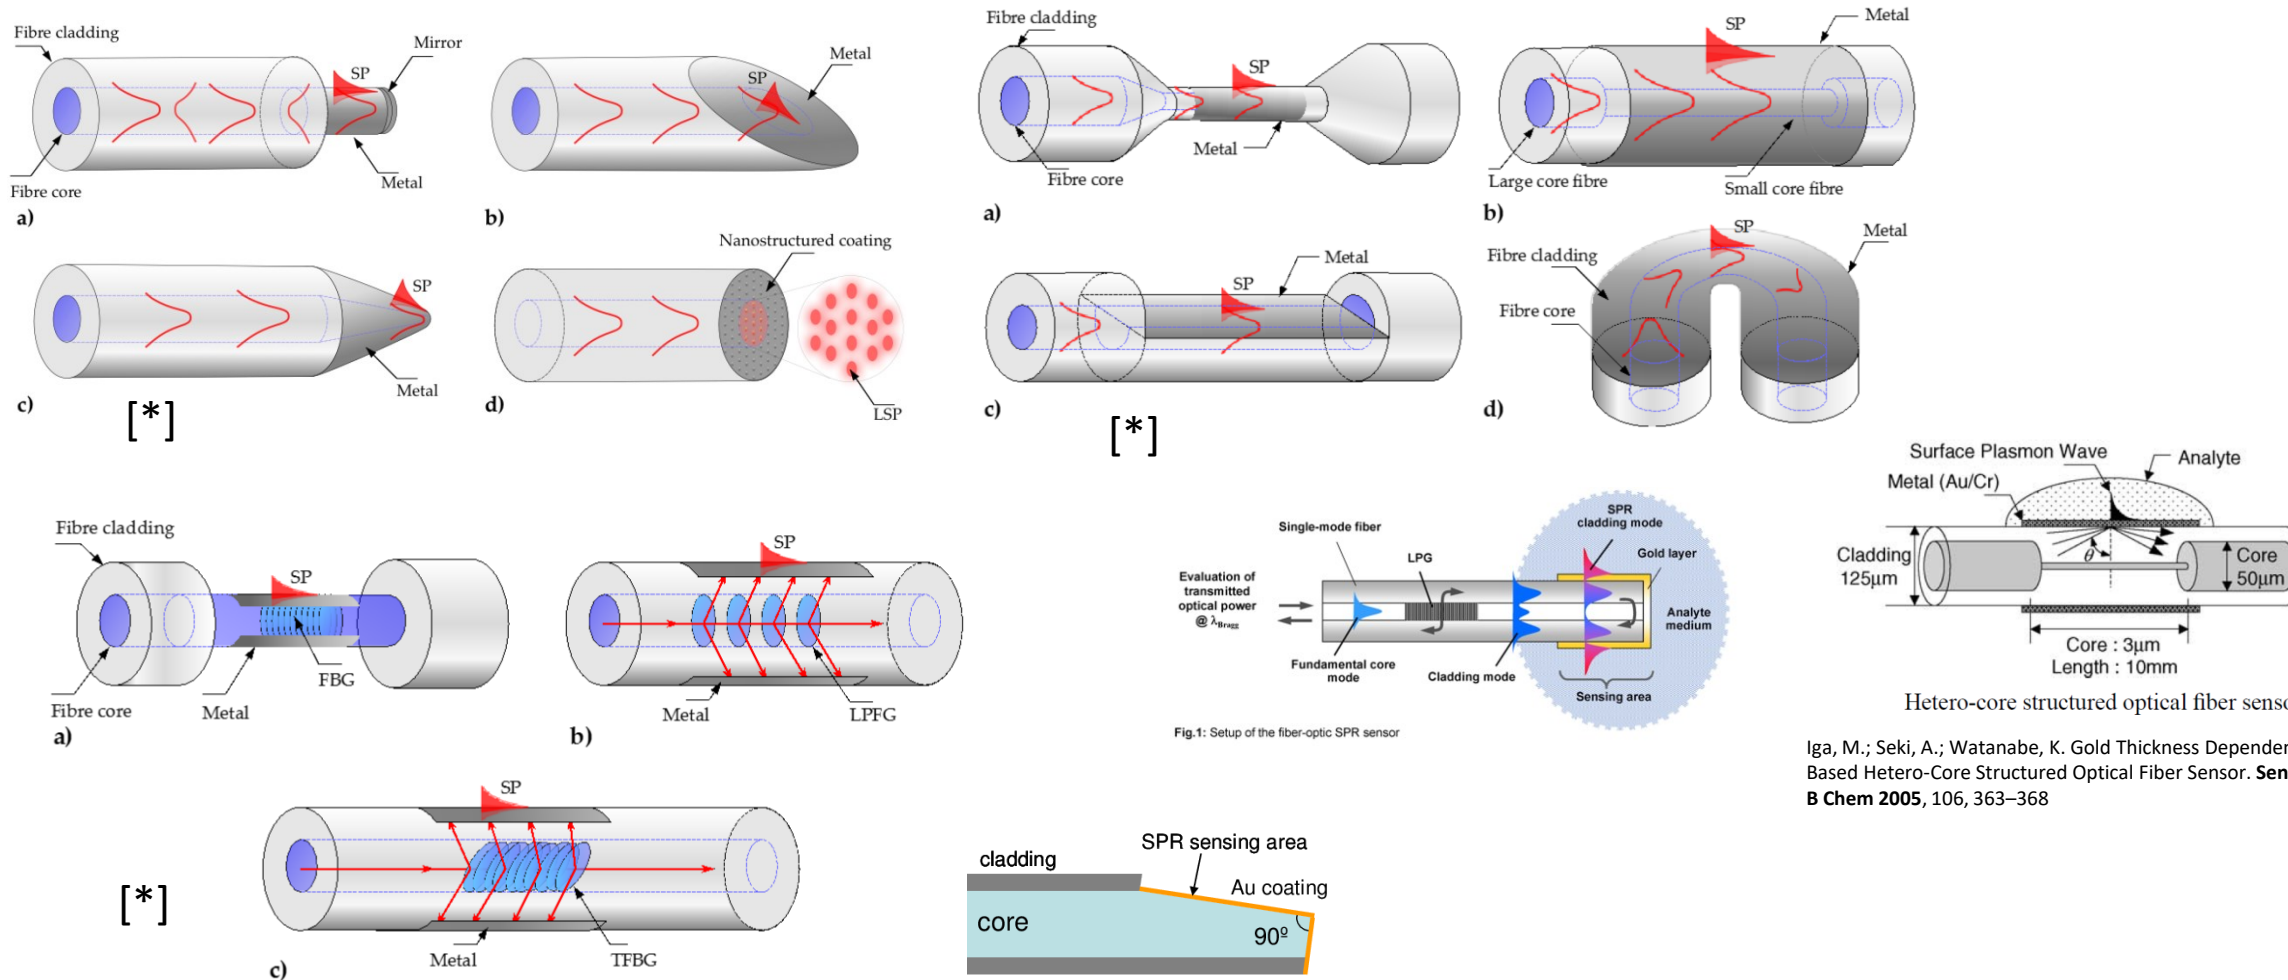 Fibre cladding
Mirror
SP
Metal
Fibre core
a)
SP
Metal
b)
SP
Metal
c)
Nanostructured coating
LSP
d)
[*]
Fibre cladding
SP
Metal
Fibre core
a)
Metal
SP
Large core fibre
Small core fibre
b)
Metal
SP
c)
SP
Metal
Fibre cladding
Fibre core
d)
[*]
Fibre cladding
SP
FBG
Fibre core
Metal
a)
SP
Metal
LPFG
b)
SP
Metal
TFBG
c)
[*]
SPR
cladding mode
Single-mode fiber
LPG
Gold layer
Evaluation of
transmitted
optical power
@ λBragg
Analyte
medium
Fundamental core
mode
Cladding mode
Sensing area
Fig.1: Setup of the fiber-optic SPR sensor
Surface Plasmon Wave
Analyte
Metal (Au/Cr)
θ
Cladding
125μm
Core
50μm
Core : 3μm
Length : 10mm
Hetero-core structured optical fiber senso
Iga, M.; Seki, A.; Watanabe, K. Gold Thickness Depender
Based Hetero-Core Structured Optical Fiber Sensor. Sen
B Chem 2005, 106, 363–368
SPR sensing area
cladding
Au coating
core
90º